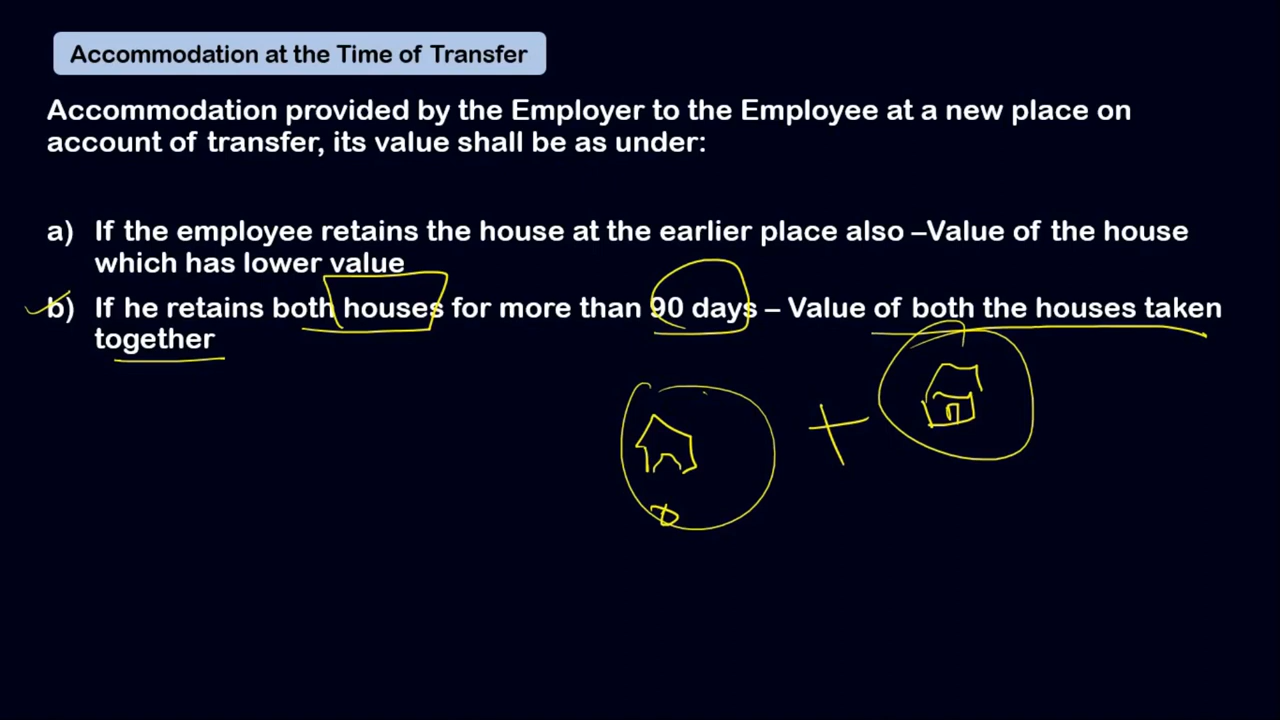 Accommodation at the Time of Transfer
Accommodation provided by the Employer to the Employee at a new place on
account of transfer, its value shall be as under:
a) If the employee retains the house at the earlier place also –Value of the house
which has lower value
b) If he retains both houses for more than 90 days – Value of both the houses taken
together